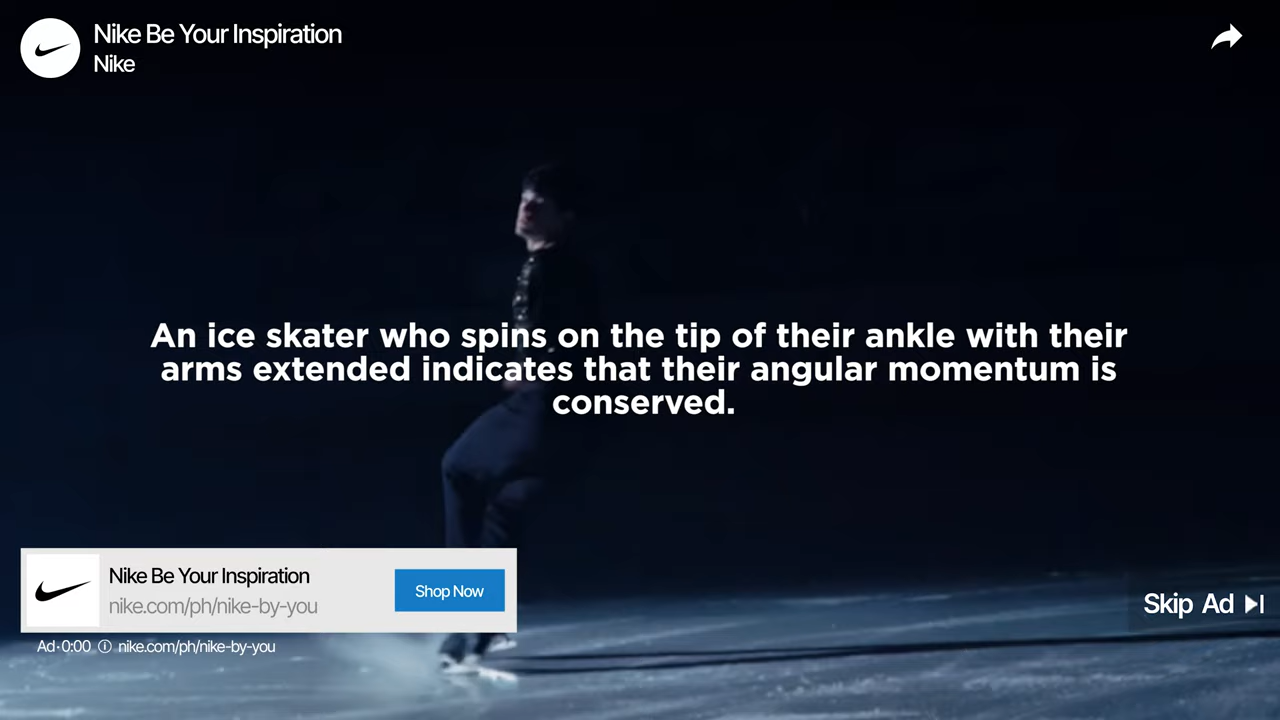 Nike Be Your Inspiration
Nike
An ice skater who spins on the tip of their ankle with their
arms extended indicates that their angular momentum is
conserved.
Nike Be Your Inspiration
nike.com/ph/nike-by-you
Shop Now
Skip Ad
Ad · 0:00 ⓘ nike.com/ph/nike-by-you